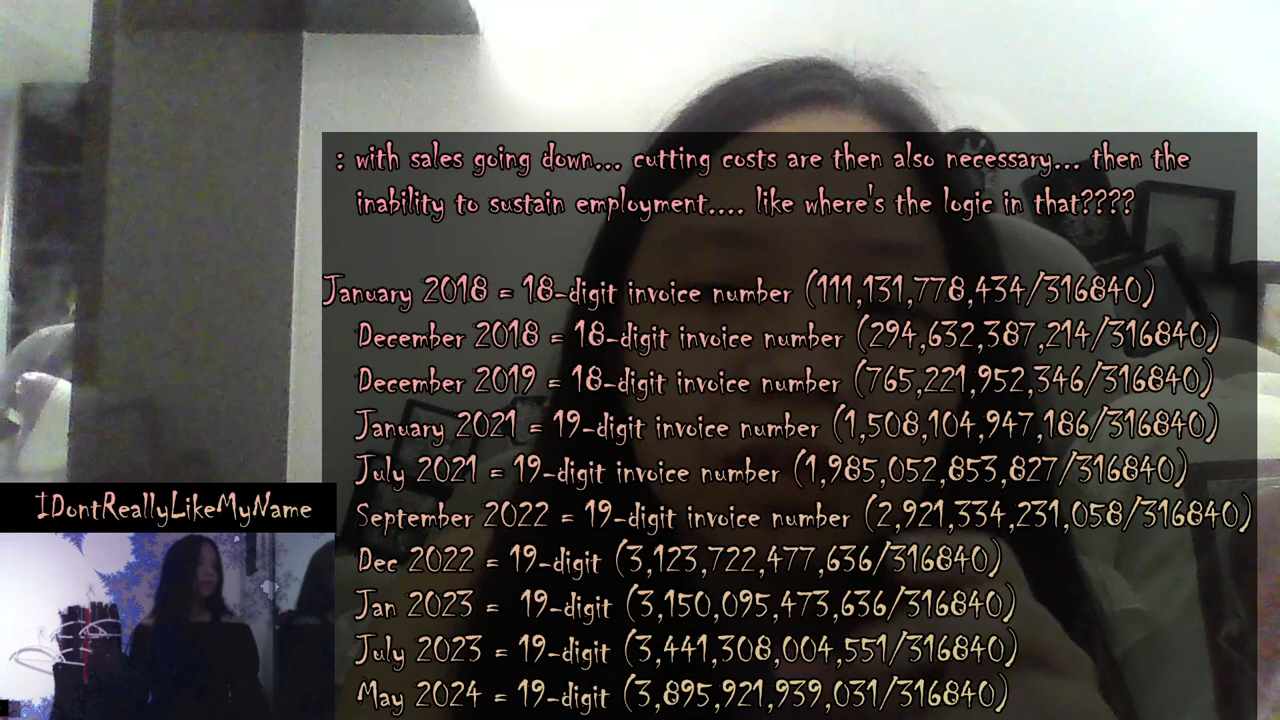 : with sales going down... cutting costs are then also necessary... then the
inability to sustain employment.... like where's the logic in that????
January 2018 = 18-digit invoice number (111,131,778,434/316840)
December 2018 = 18-digit invoice number (294,632,387,214/316840)
December 2019 = 18-digit invoice number (765,221,952,346/316840)
January 2021 = 19-digit invoice number (1,508,104,947,186/316840)
July 2021 = 19-digit invoice number (1,985,052,853,827/316840)
IDontReallyLikeMyName
September 2022 = 19-digit invoice number (2,921,334,231,058/316840)
Dec 2022 = 19-digit (3,123,722,477,636/316840)
Jan 2023 = 19-digit (3,150,095,473,636/316840)
July 2023 = 19-digit (3,441,308,004,551/316840)
May 2024 = 19-digit (3,895,921,939,031/316840)